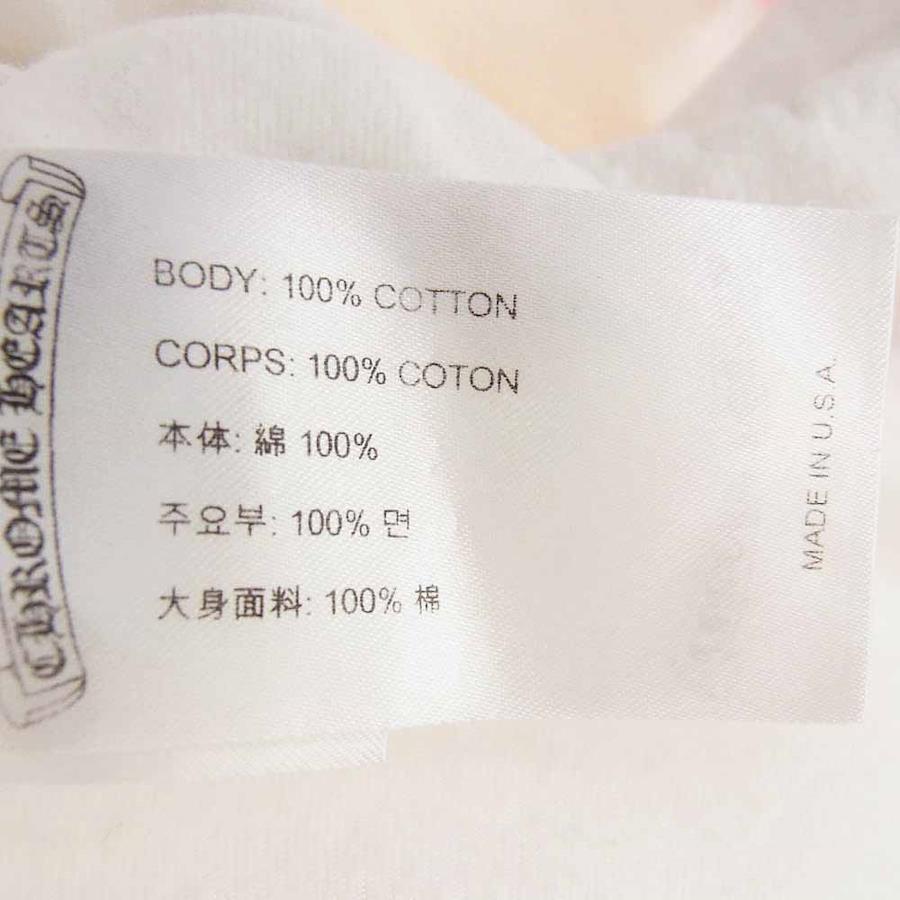 CHROME HEARTS
BODY: 100% COTTON
CORPS: 100% COTON
本体: 綿 100%
주요부: 100% 면
大身面料: 100% 棉
MADE IN U.S.A.